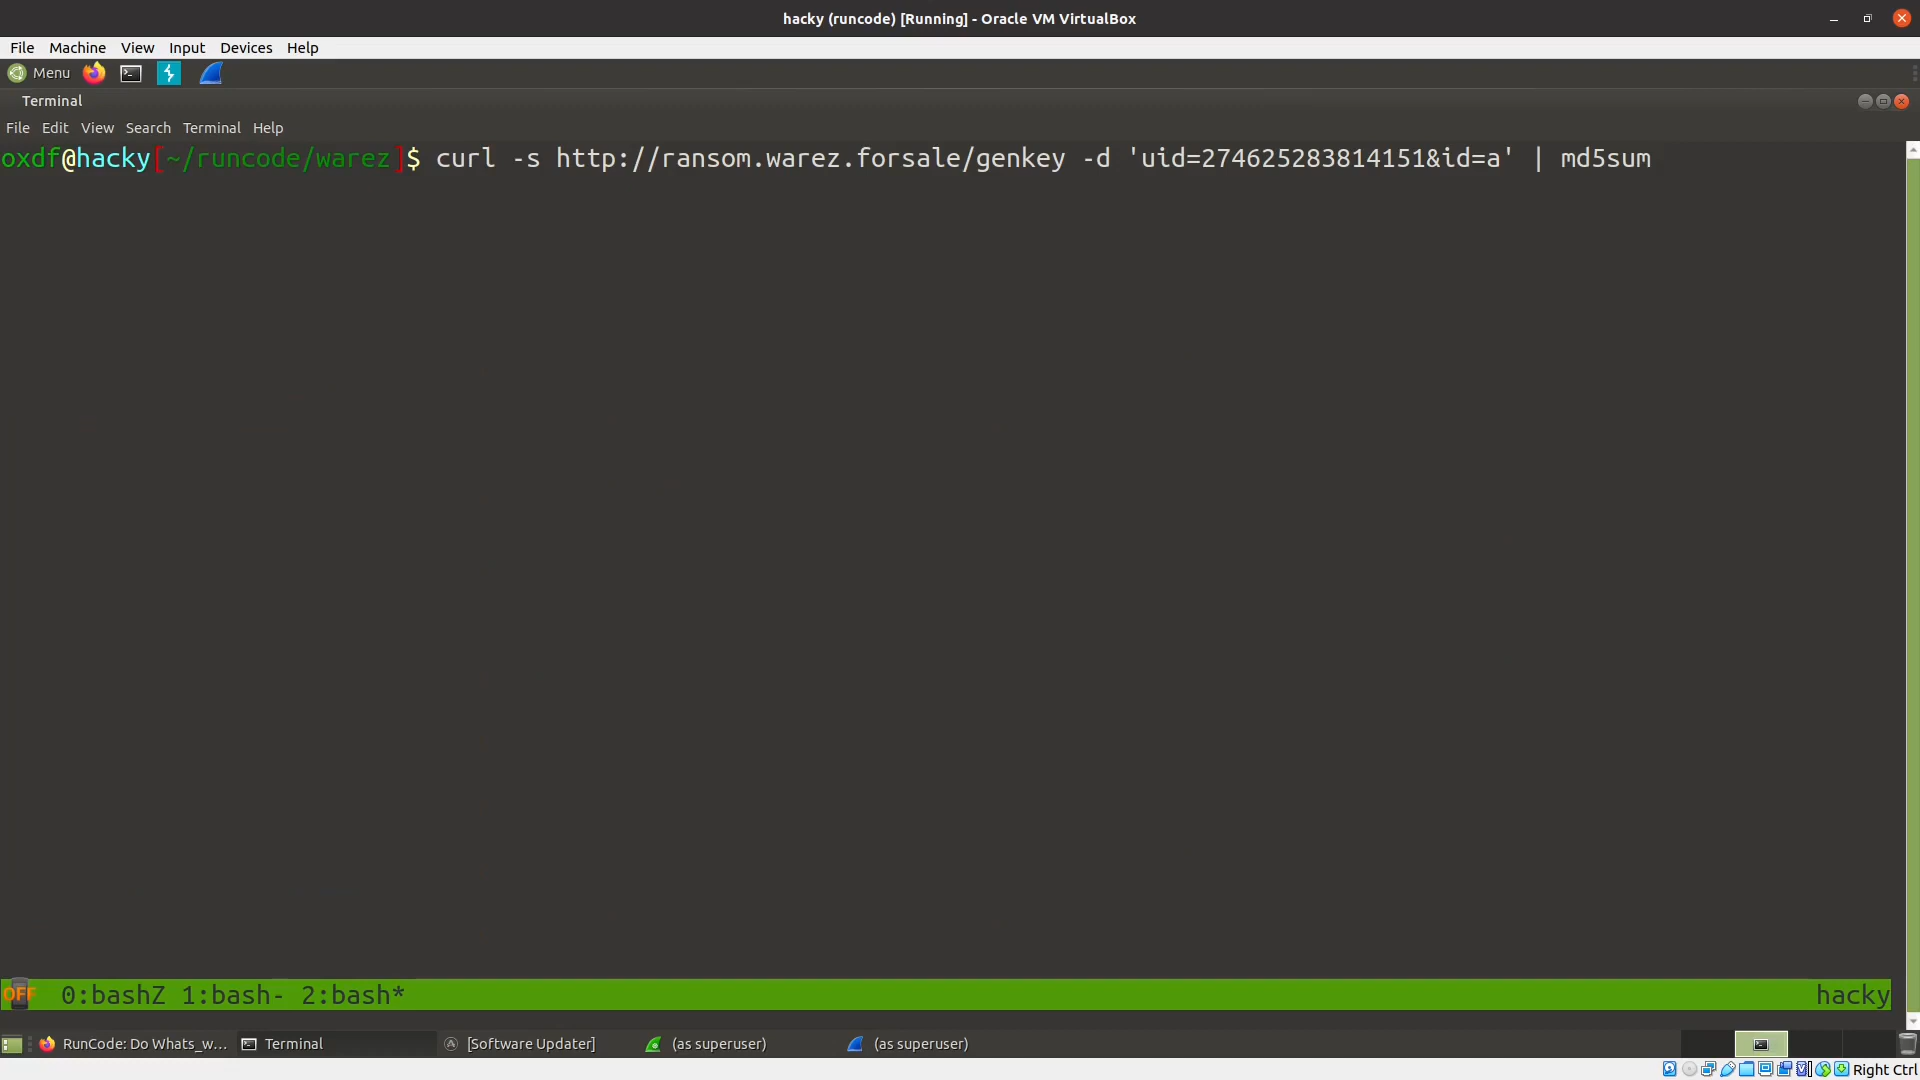 hacky (runcode) [Running] - Oracle VM VirtualBox
File Machine View Input Devices Help
Menu
Terminal
File Edit View Search Terminal Help
oxdf@hacky[~/runcode/warez]$ curl -s http://ransom.warez.forsale/genkey -d 'uid=274625283814151&id=a' | md5sum
OFF 0:bashZ 1:bash- 2:bash* hacky
RunCode: Do Whats_w... Terminal [Software Updater] (as superuser) (as superuser)
Right Ctrl